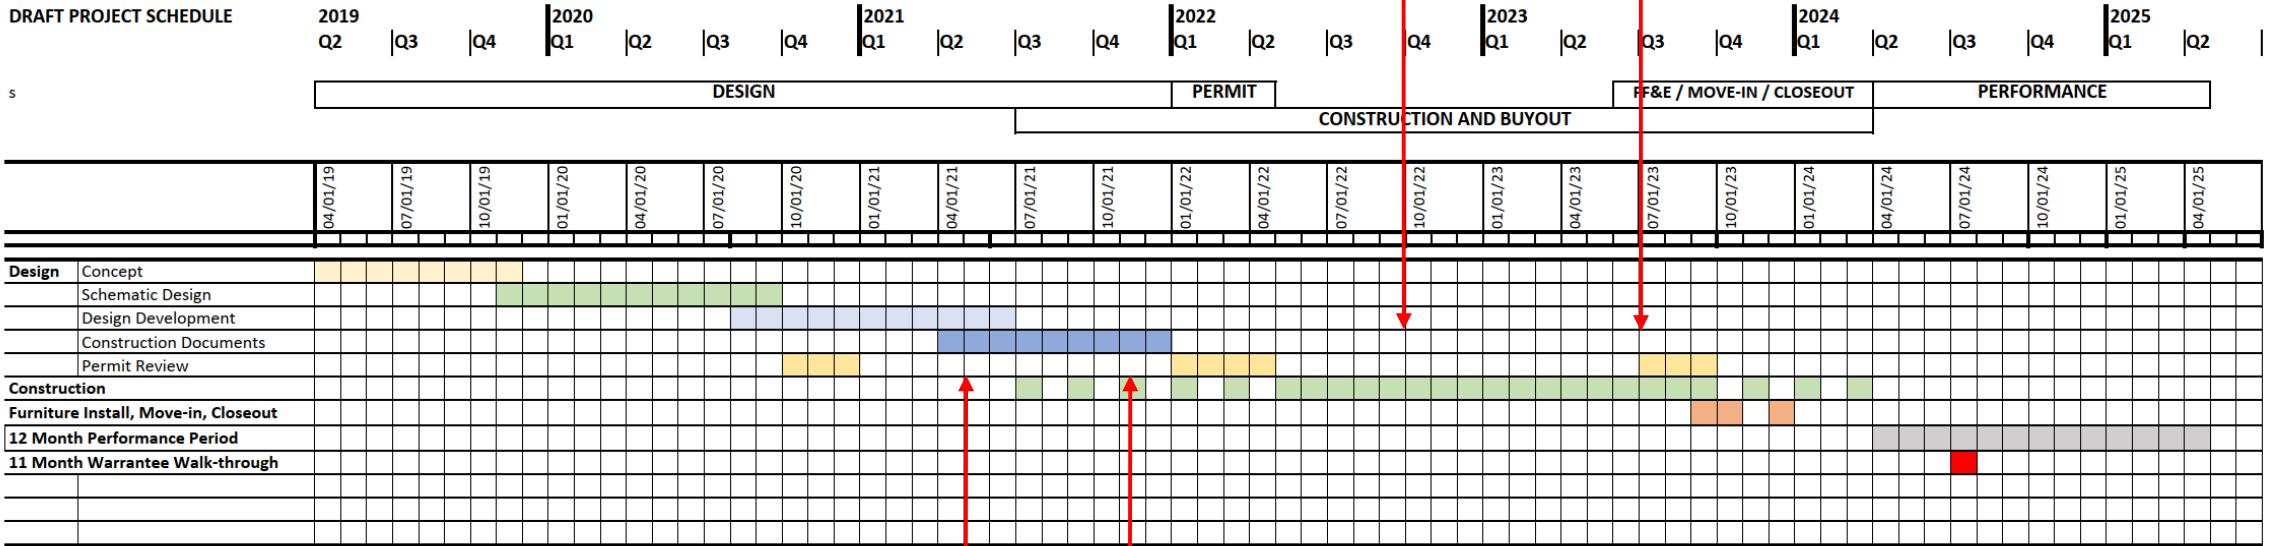 DRAFT PROJECT SCHEDULE 2019 2020 2021 2022 2023 2024 2025
Q2 Q3 Q4 Q1 Q2 Q3 Q4 Q1 Q2 Q3 Q4 Q1 Q2 Q3 Q4 Q1 Q2 Q3 Q4 Q1 Q2 Q3 Q4 Q1 Q2
s DESIGN PERMIT FF&E / MOVE-IN / CLOSEOUT PERFORMANCE
CONSTRUCTION AND BUYOUT
04/01/19 07/01/19 10/01/19 01/01/20 04/01/20 07/01/20 10/01/20 01/01/21 04/01/21 07/01/21 10/01/21 01/01/22 04/01/22 07/01/22 10/01/22 01/01/23 04/01/23 07/01/23 10/01/23 01/01/24 04/01/24 07/01/24 10/01/24 01/01/25 04/01/25
Design Concept
Schematic Design
Design Development
Construction Documents
Permit Review
Construction
Furniture Install, Move-in, Closeout
12 Month Performance Period
11 Month Warrantee Walk-through